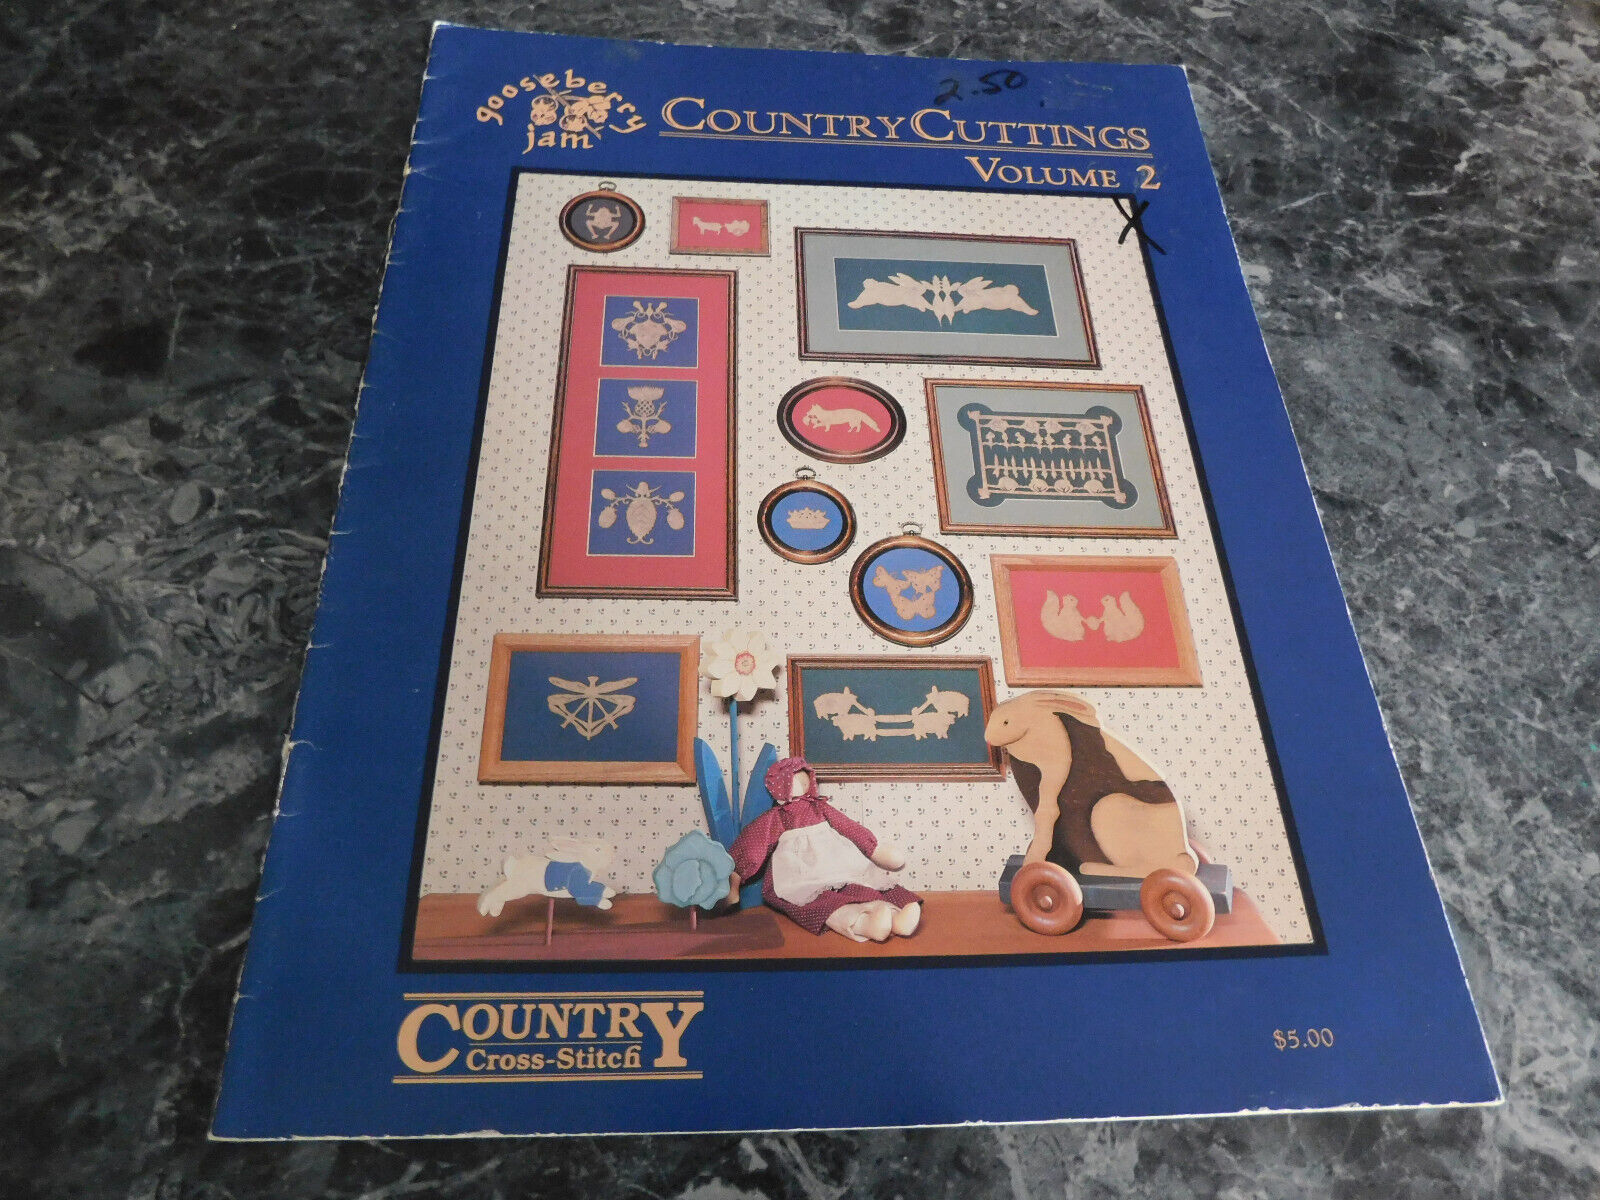 gooseberry
jam
2.50
COUNTRY CUTTINGS
VOLUME 2
X
COUNTRY
Cross-Stitch
$5.00